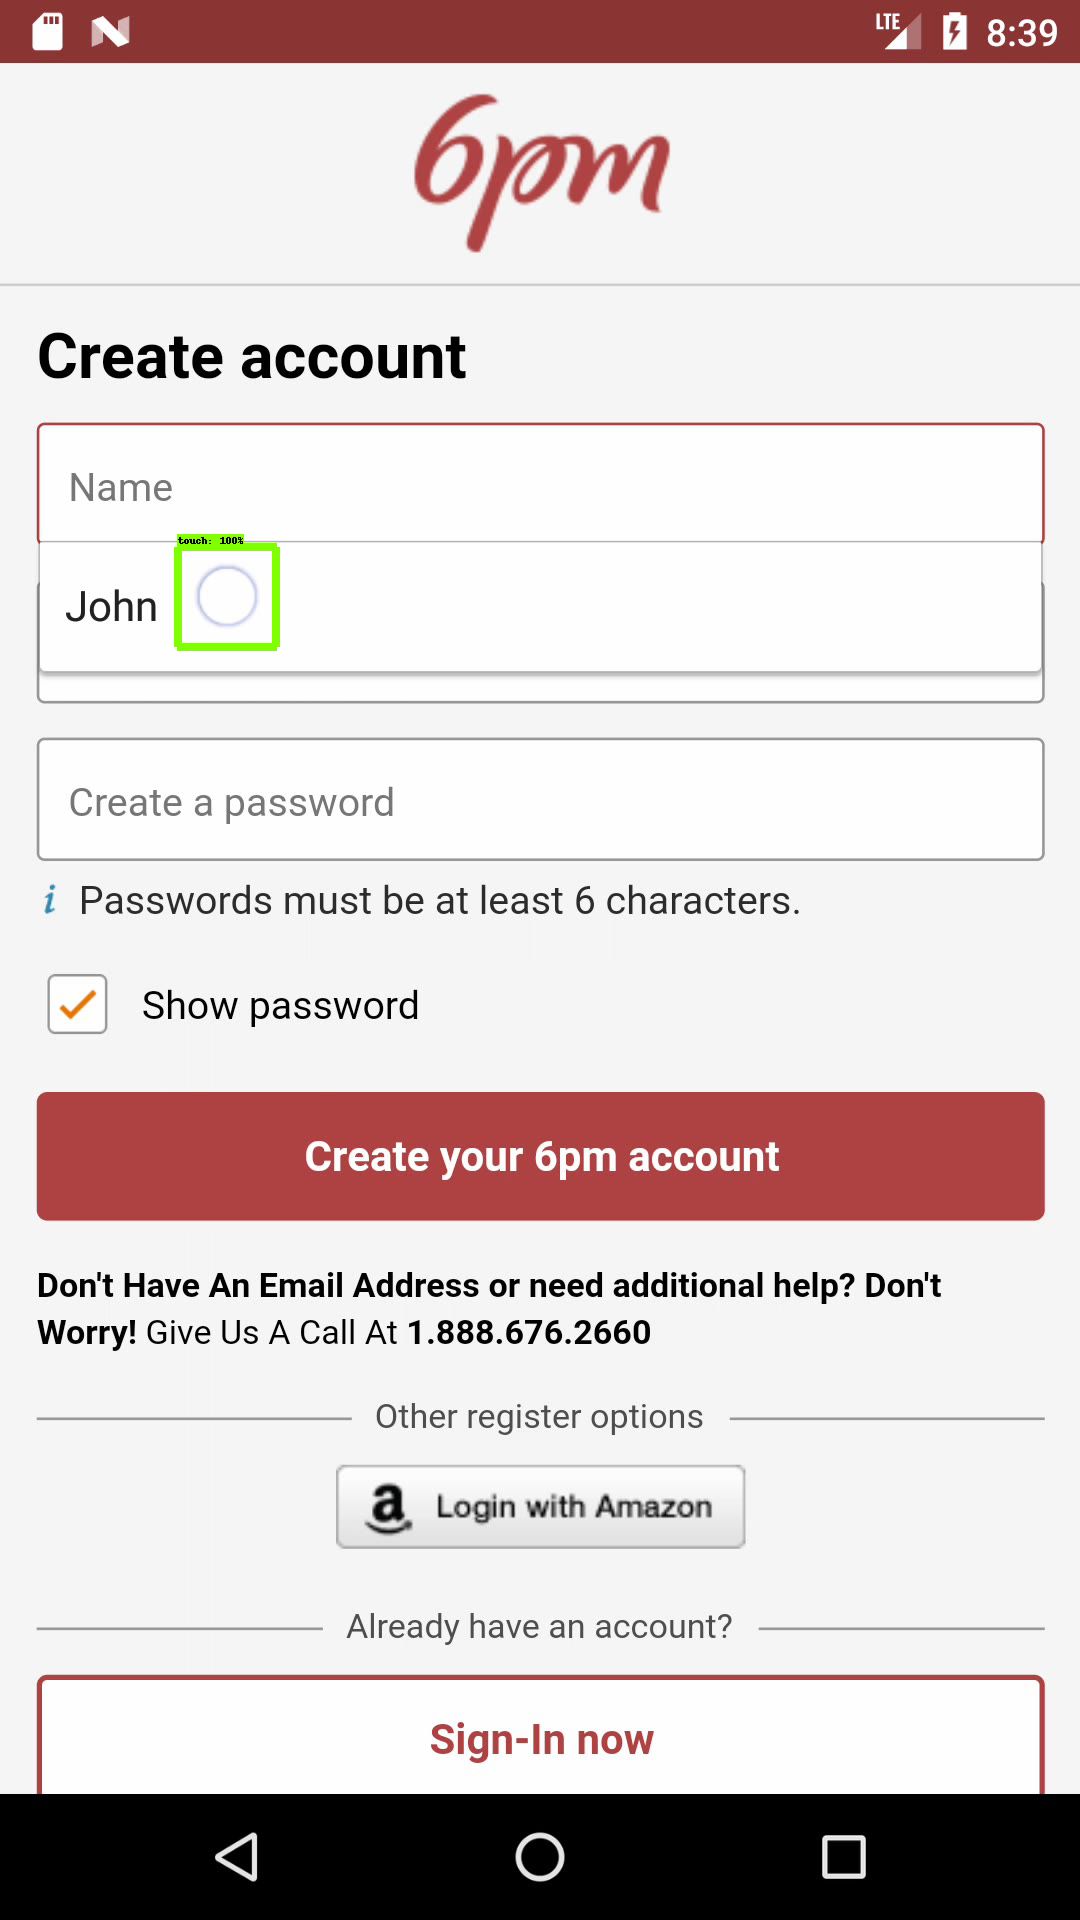 LTE 8:39
6pm
Create account
Name
touch: 100%
John
Create a password
i Passwords must be at least 6 characters.
Show password
Create your 6pm account
Don't Have An Email Address or need additional help? Don't
Worry! Give Us A Call At 1.888.676.2660
Other register options
a Login with Amazon
Already have an account?
Sign-In now